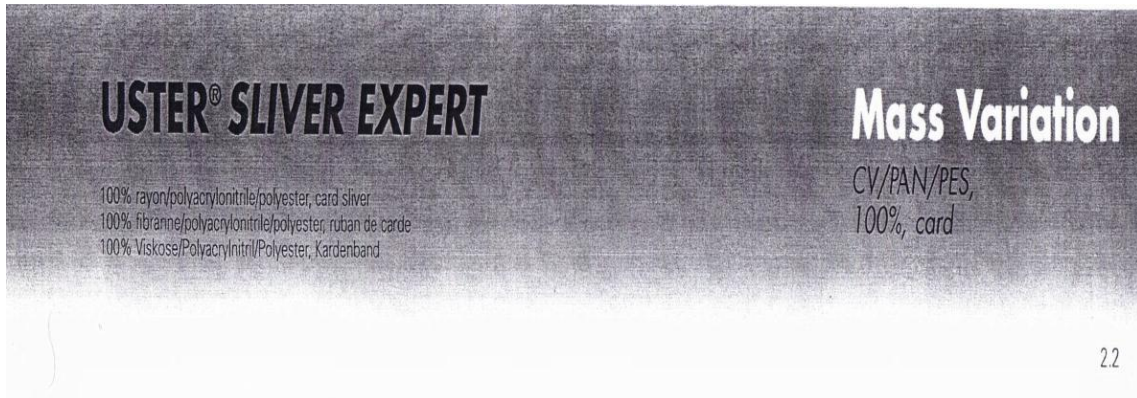 USTER® SLIVER EXPERT
Mass Variation
CV/PAN/PES,
100%, card
100% rayon/polyacrylonitrile/polyester, card sliver
100% fibranne/polyacrylonitrile/polyester, ruban de carde
100% Viskose/Polyacrylnitril/Polyester, Kardenband
2.2